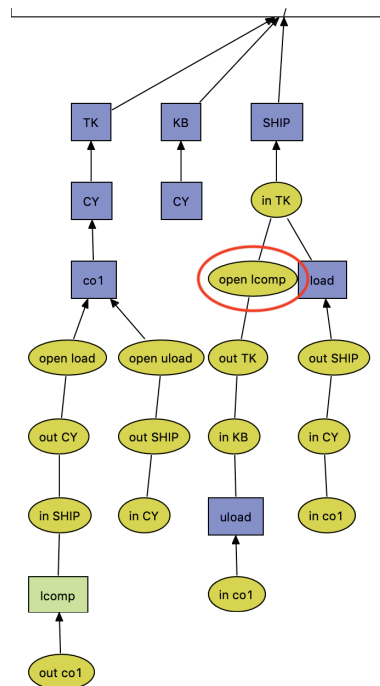 TK
KB
SHIP
CY
CY
in TK
co1
open lcomp
load
open load
open uload
out TK
out SHIP
out CY
out SHIP
in KB
in CY
in SHIP
in CY
uload
in co1
lcomp
in co1
out co1